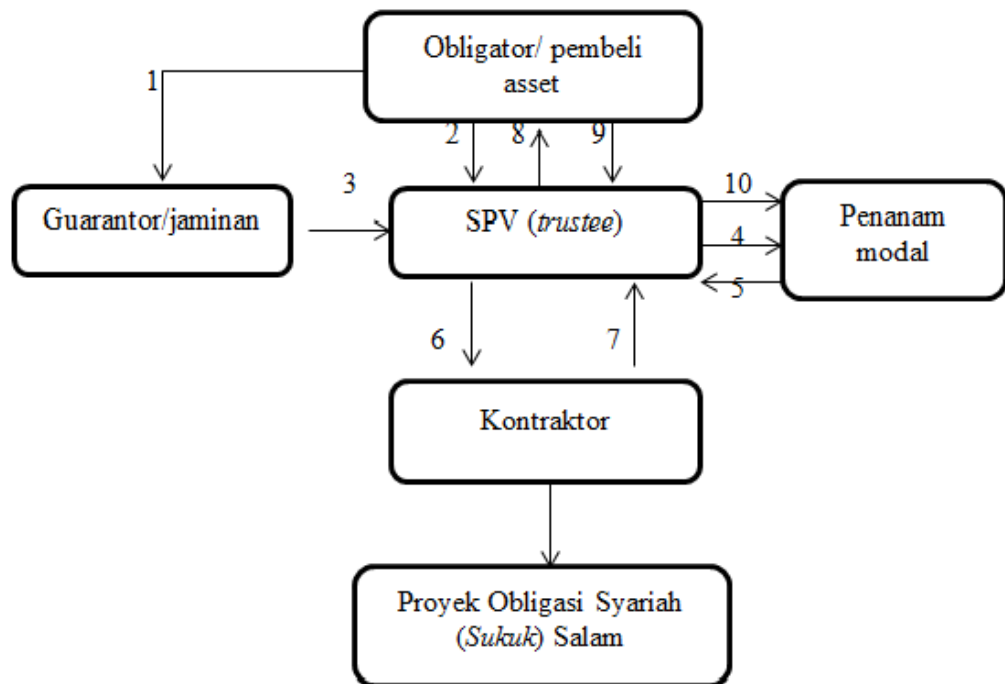 Obligator/ pembeli
asset
1
2
8
9
3
10
Guarantor/jaminan
SPV (trustee)
4
Penanam
modal
5
6
7
Kontraktor
Proyek Obligasi Syariah
(Sukuk) Salam